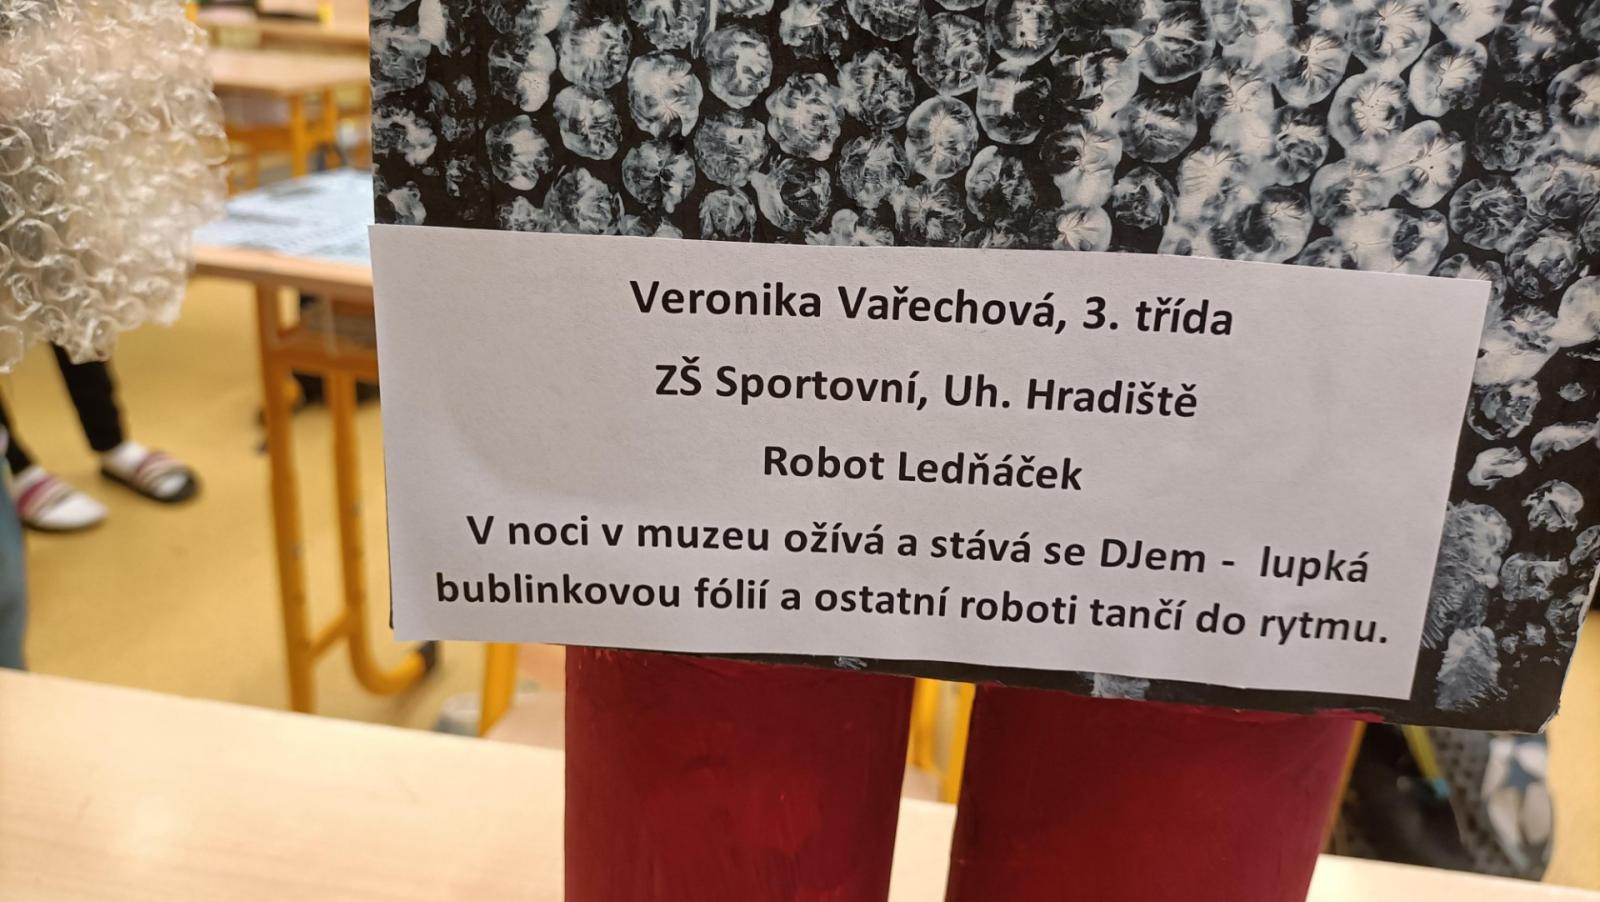 Veronika Vařechová, 3. třída
ZŠ Sportovní, Uh. Hradiště
Robot Ledňáček
V noci v muzeu ožívá a stává se DJem - lupká
bublinkovou fólií a ostatní roboti tančí do rytmu.